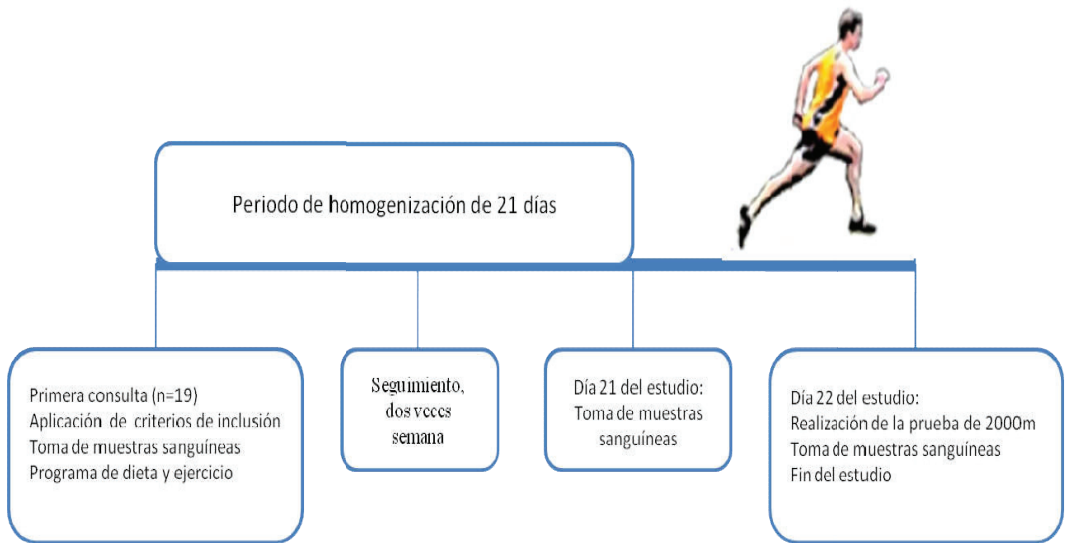 Periodo de homogenización de 21 días
Primera consulta (n=19)
Aplicación de criterios de inclusión
Toma de muestras sanguíneas
Programa de dieta y ejercicio
Seguimiento,
dos veces
semana
Día 21 del estudio:
Toma de muestras
sanguíneas
Día 22 del estudio:
Realización de la prueba de 2000m
Toma de muestras sanguíneas
Fin del estudio